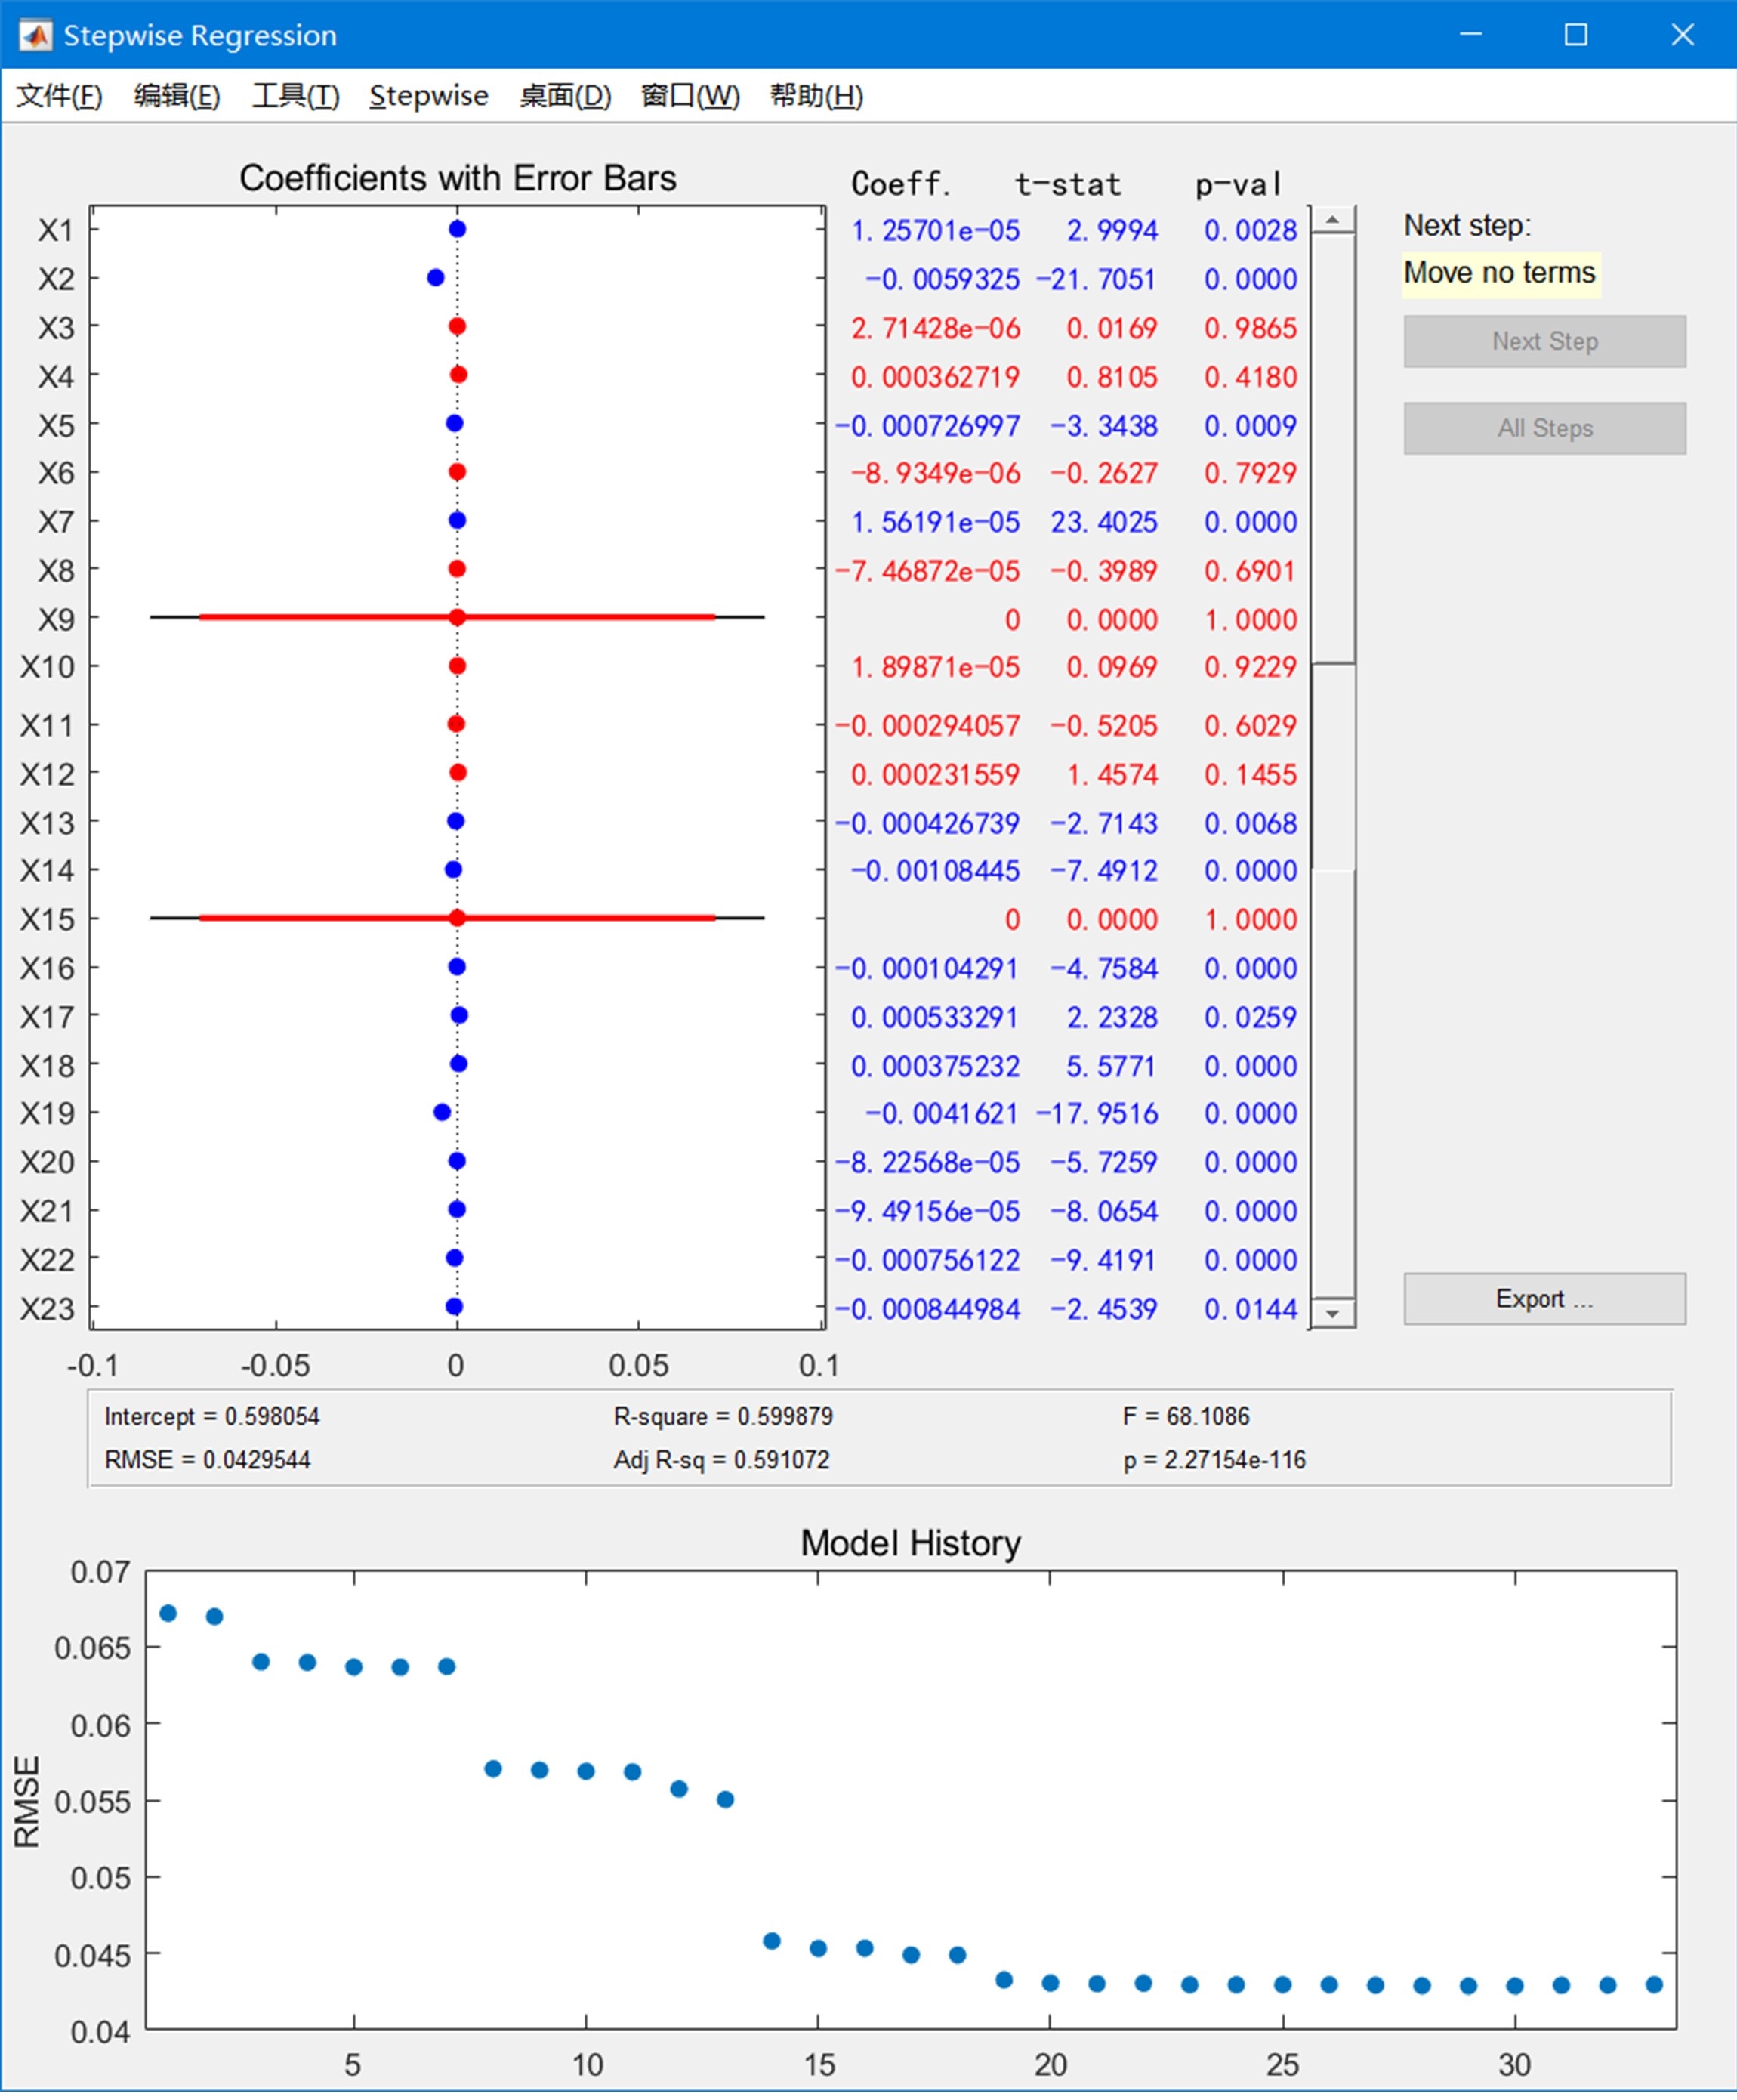 Stepwise Regression
文件(F) 编辑(E) 工具(T) Stepwise 桌面(D) 窗口(W) 帮助(H)
Coefficients with Error Bars
Coeff. t-stat p-val
X1 1.25701e-05 2.9994 0.0028
X2 -0.0059325 -21.7051 0.0000
X3 2.71428e-06 0.0169 0.9865
X4 0.000362719 0.8105 0.4180
X5 -0.000726997 -3.3438 0.0009
X6 -8.9349e-06 -0.2627 0.7929
X7 1.56191e-05 23.4025 0.0000
X8 -7.46872e-05 -0.3989 0.6901
X9 0 0.0000 1.0000
X10 1.89871e-05 0.0969 0.9229
X11 -0.000294057 -0.5205 0.6029
X12 0.000231559 1.4574 0.1455
X13 -0.000426739 -2.7143 0.0068
X14 -0.00108445 -7.4912 0.0000
X15 0 0.0000 1.0000
X16 -0.000104291 -4.7584 0.0000
X17 0.000533291 2.2328 0.0259
X18 0.000375232 5.5771 0.0000
X19 -0.0041621 -17.9516 0.0000
X20 -8.22568e-05 -5.7259 0.0000
X21 -9.49156e-05 -8.0654 0.0000
X22 -0.000756122 -9.4191 0.0000
X23 -0.000844984 -2.4539 0.0144
-0.1 -0.05 0 0.05 0.1
Next step:
Move no terms
Next Step
All Steps
Export ...
Intercept = 0.598054 R-square = 0.599879 F = 68.1086
RMSE = 0.0429544 Adj R-sq = 0.591072 p = 2.27154e-116
Model History
RMSE
0.07
0.065
0.06
0.055
0.05
0.045
0.04
5 10 15 20 25 30